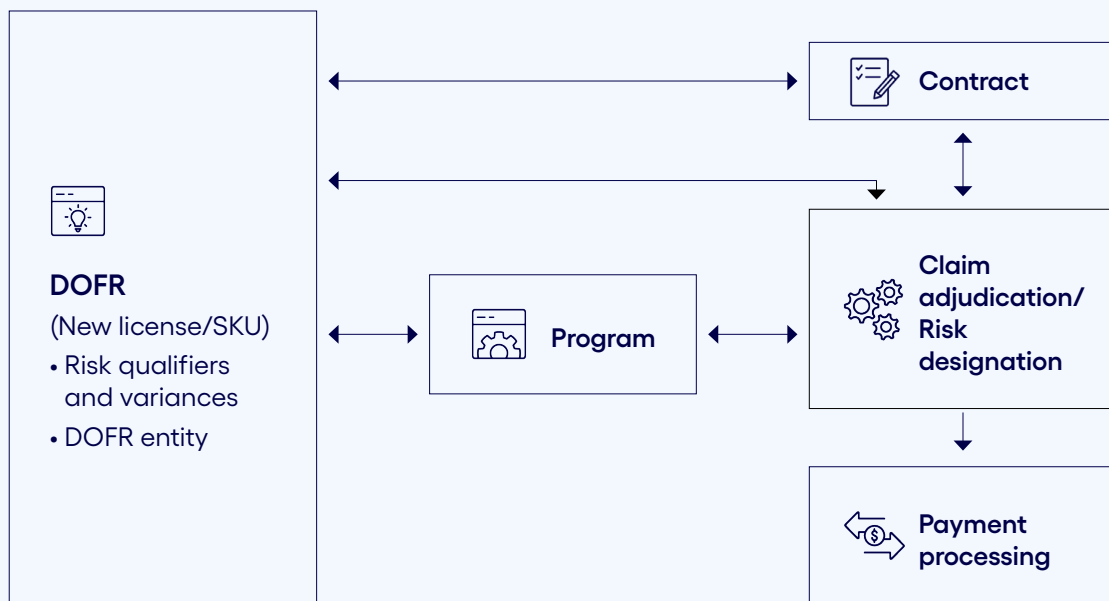 DOFR
(New license/SKU)
• Risk qualifiers
and variances
• DOFR entity
Program
Contract
Claim
adjudication/
Risk
designation
Payment
processing